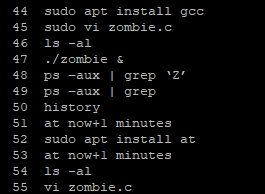 44 sudo apt install gcc
45 sudo vi zombie.c
46 ls -al
47 ./zombie &
48 ps -aux | grep ‘Z’
49 ps -aux | grep
50 history
51 at now+1 minutes
52 sudo apt install at
53 at now+1 minutes
54 ls -al
55 vi zombie.c